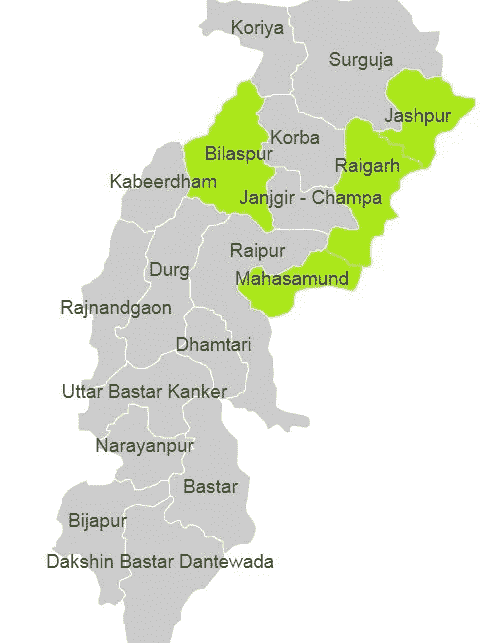 Koriya
Surguja
Jashpur
Korba
Bilaspur
Raigarh
Kabeerdham
Janjgir - Champa
Raipur
Durg
Mahasamund
Rajnandgaon
Dhamtari
Uttar Bastar Kanker
Narayanpur
Bastar
Bijapur
Dakshin Bastar Dantewada